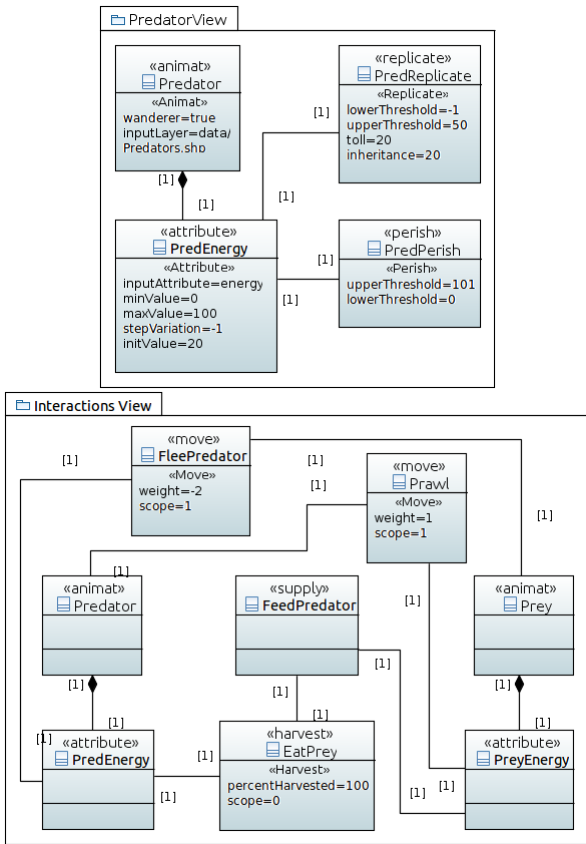 PredatorView
«animat»
Predator
«Animat»
wanderer=true
inputLayer=data/
Predators.shp
[1]
[1]
«replicate»
PredReplicate
«Replicate»
lowerThreshold=-1
upperThreshold=50
toll=20
inheritance=20
[1]
[1]
«attribute»
PredEnergy
«Attribute»
inputAttribute=energy
minValue=0
maxValue=100
stepVariation=-1
initValue=20
[1]
[1]
«perish»
PredPerish
«Perish»
upperThreshold=101
lowerThreshold=0
Interactions View
[1]
«move»
FleePredator
«Move»
weight=-2
scope=1
[1]
[1]
«move»
Prawl
«Move»
weight=1
scope=1
[1]
[1]
[1]
«animat»
Predator
«supply»
FeedPredator
«animat»
Prey
[1]
[1]
[1]
[1]
[1]
[1]
[1]
[1]
«attribute»
PredEnergy
[1]
[1]
«harvest»
EatPrey
«Harvest»
percentHarvested=100
scope=0
[1]
[1]
«attribute»
PreyEnergy